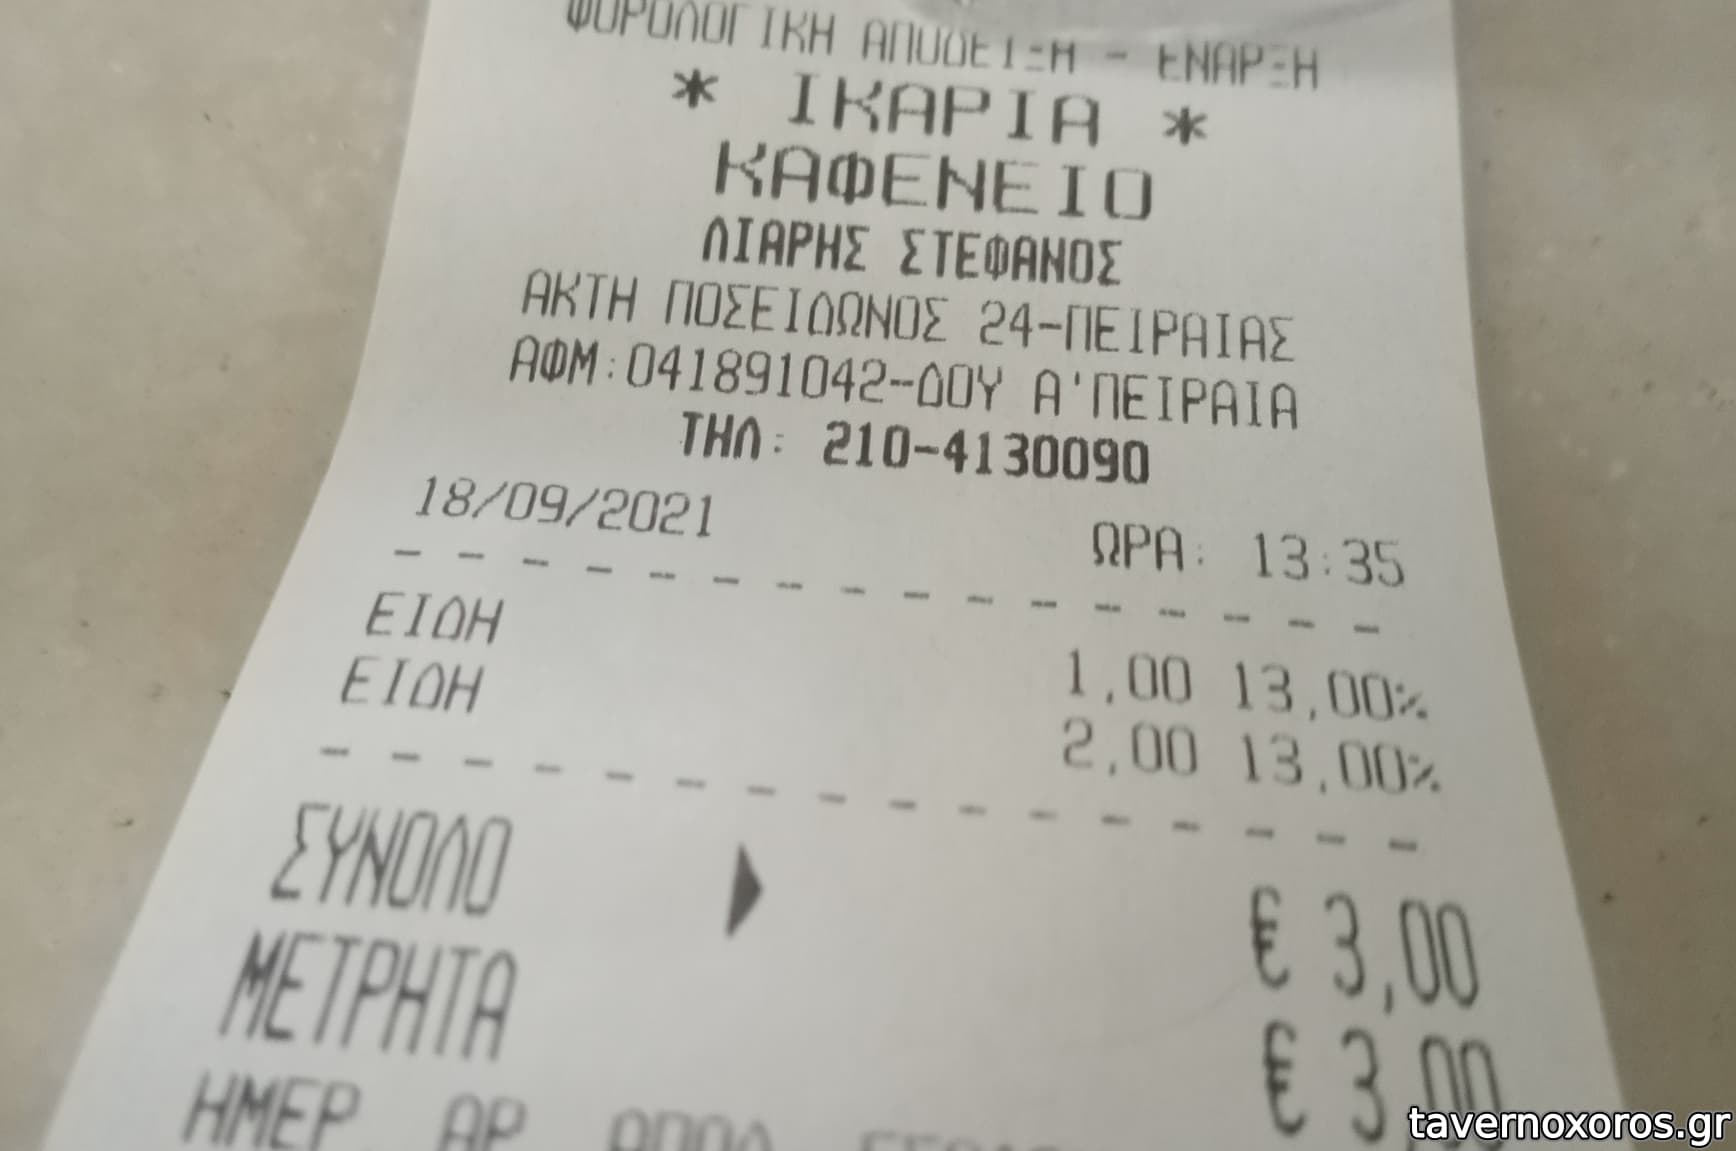 ΦΟΡΟΛΟΓΙΚΗ ΑΠΟΔΕΙΞΗ - ΕΝΑΡΞΗ
* ΙΚΑΡΙΑ *
ΚΑΦΕΝΕΙΟ
ΛΙΑΡΗΣ ΣΤΕΦΑΝΟΣ
ΑΚΤΗ ΠΟΣΕΙΔΩΝΟΣ 24-ΠΕΙΡΑΙΑΣ
ΑΦΜ:041891042-ΔΟΥ Α'ΠΕΙΡΑΙΑ
ΤΗΛ: 210-4130090
18/09/2021 ΩΡΑ: 13:35
ΕΙΔΗ 1,00 13,00%
ΕΙΔΗ 2,00 13,00%
ΣΥΝΟΛΟ € 3,00
ΜΕΤΡΗΤΑ € 3,00
ΗΜΕΡ ΑΡ
tavernoxoros.gr